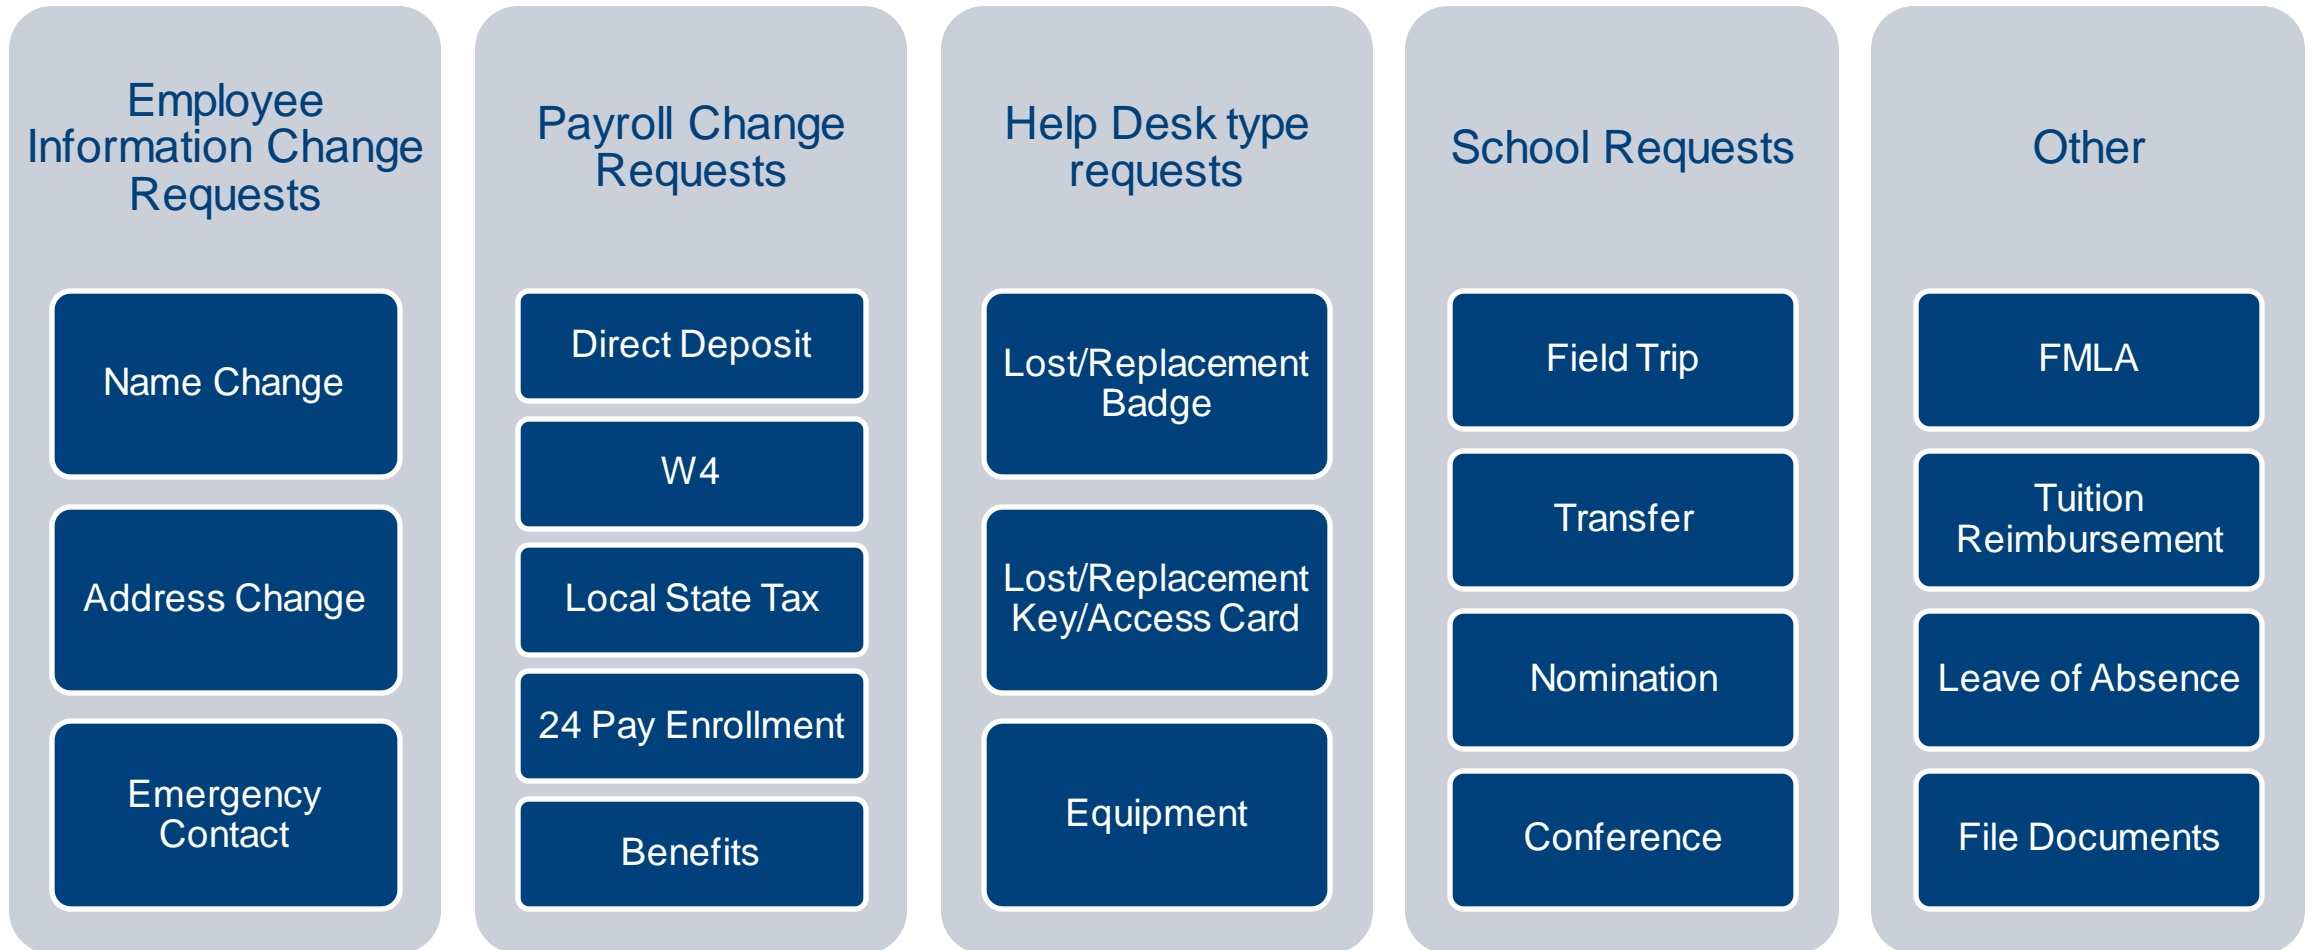 Employee
Information Change
Requests
Name Change
Address Change
Emergency
Contact
Payroll Change
Requests
Direct Deposit
W4
Local State Tax
24 Pay Enrollment
Benefits
Help Desk type
requests
Lost/Replacement
Badge
Lost/Replacement
Key/Access Card
Equipment
School Requests
Field Trip
Transfer
Nomination
Conference
Other
FMLA
Tuition
Reimbursement
Leave of Absence
File Documents